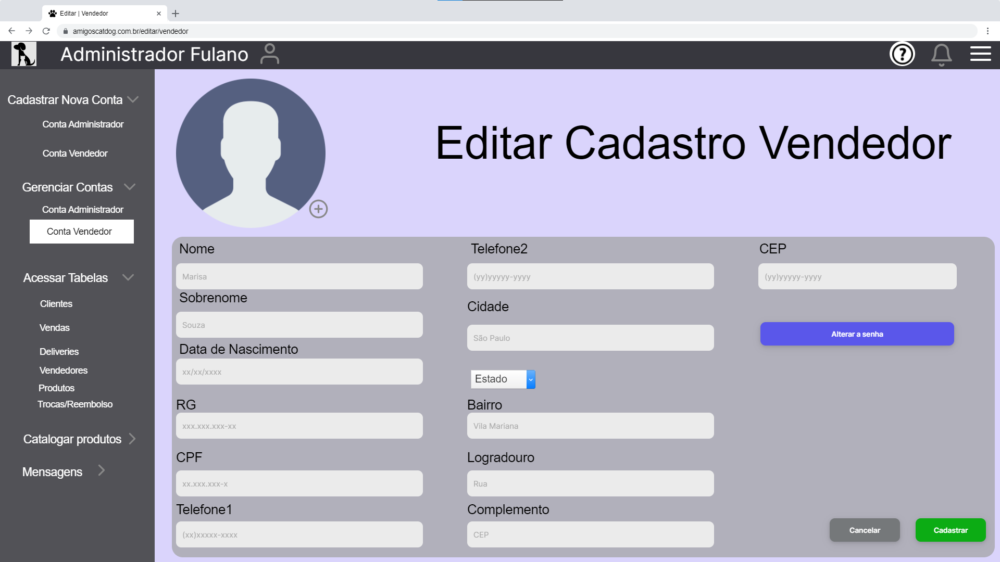 Editar | Vendedor
amigoscatdog.com.br/editar/vendedor
Administrador Fulano
?
Cadastrar Nova Conta
Conta Administrador
Conta Vendedor
Gerenciar Contas
Conta Administrador
Conta Vendedor
Acessar Tabelas
Clientes
Vendas
Deliveries
Vendedores
Produtos
Trocas/Reembolso
Catalogar produtos
Mensagens
Editar Cadastro Vendedor
Nome
Marisa
Sobrenome
Souza
Data de Nascimento
xx/xx/xxxx
RG
xxx.xxx.xxx-xx
CPF
xx.xxx.xxx-x
Telefone1
(xx)xxxxx-xxxx
Telefone2
(yy)yyyyy-yyyy
Cidade
São Paulo
Estado
Bairro
Vila Mariana
Logradouro
Rua
Complemento
CEP
CEP
(yy)yyyyy-yyyy
Alterar a senha
Cancelar
Cadastrar